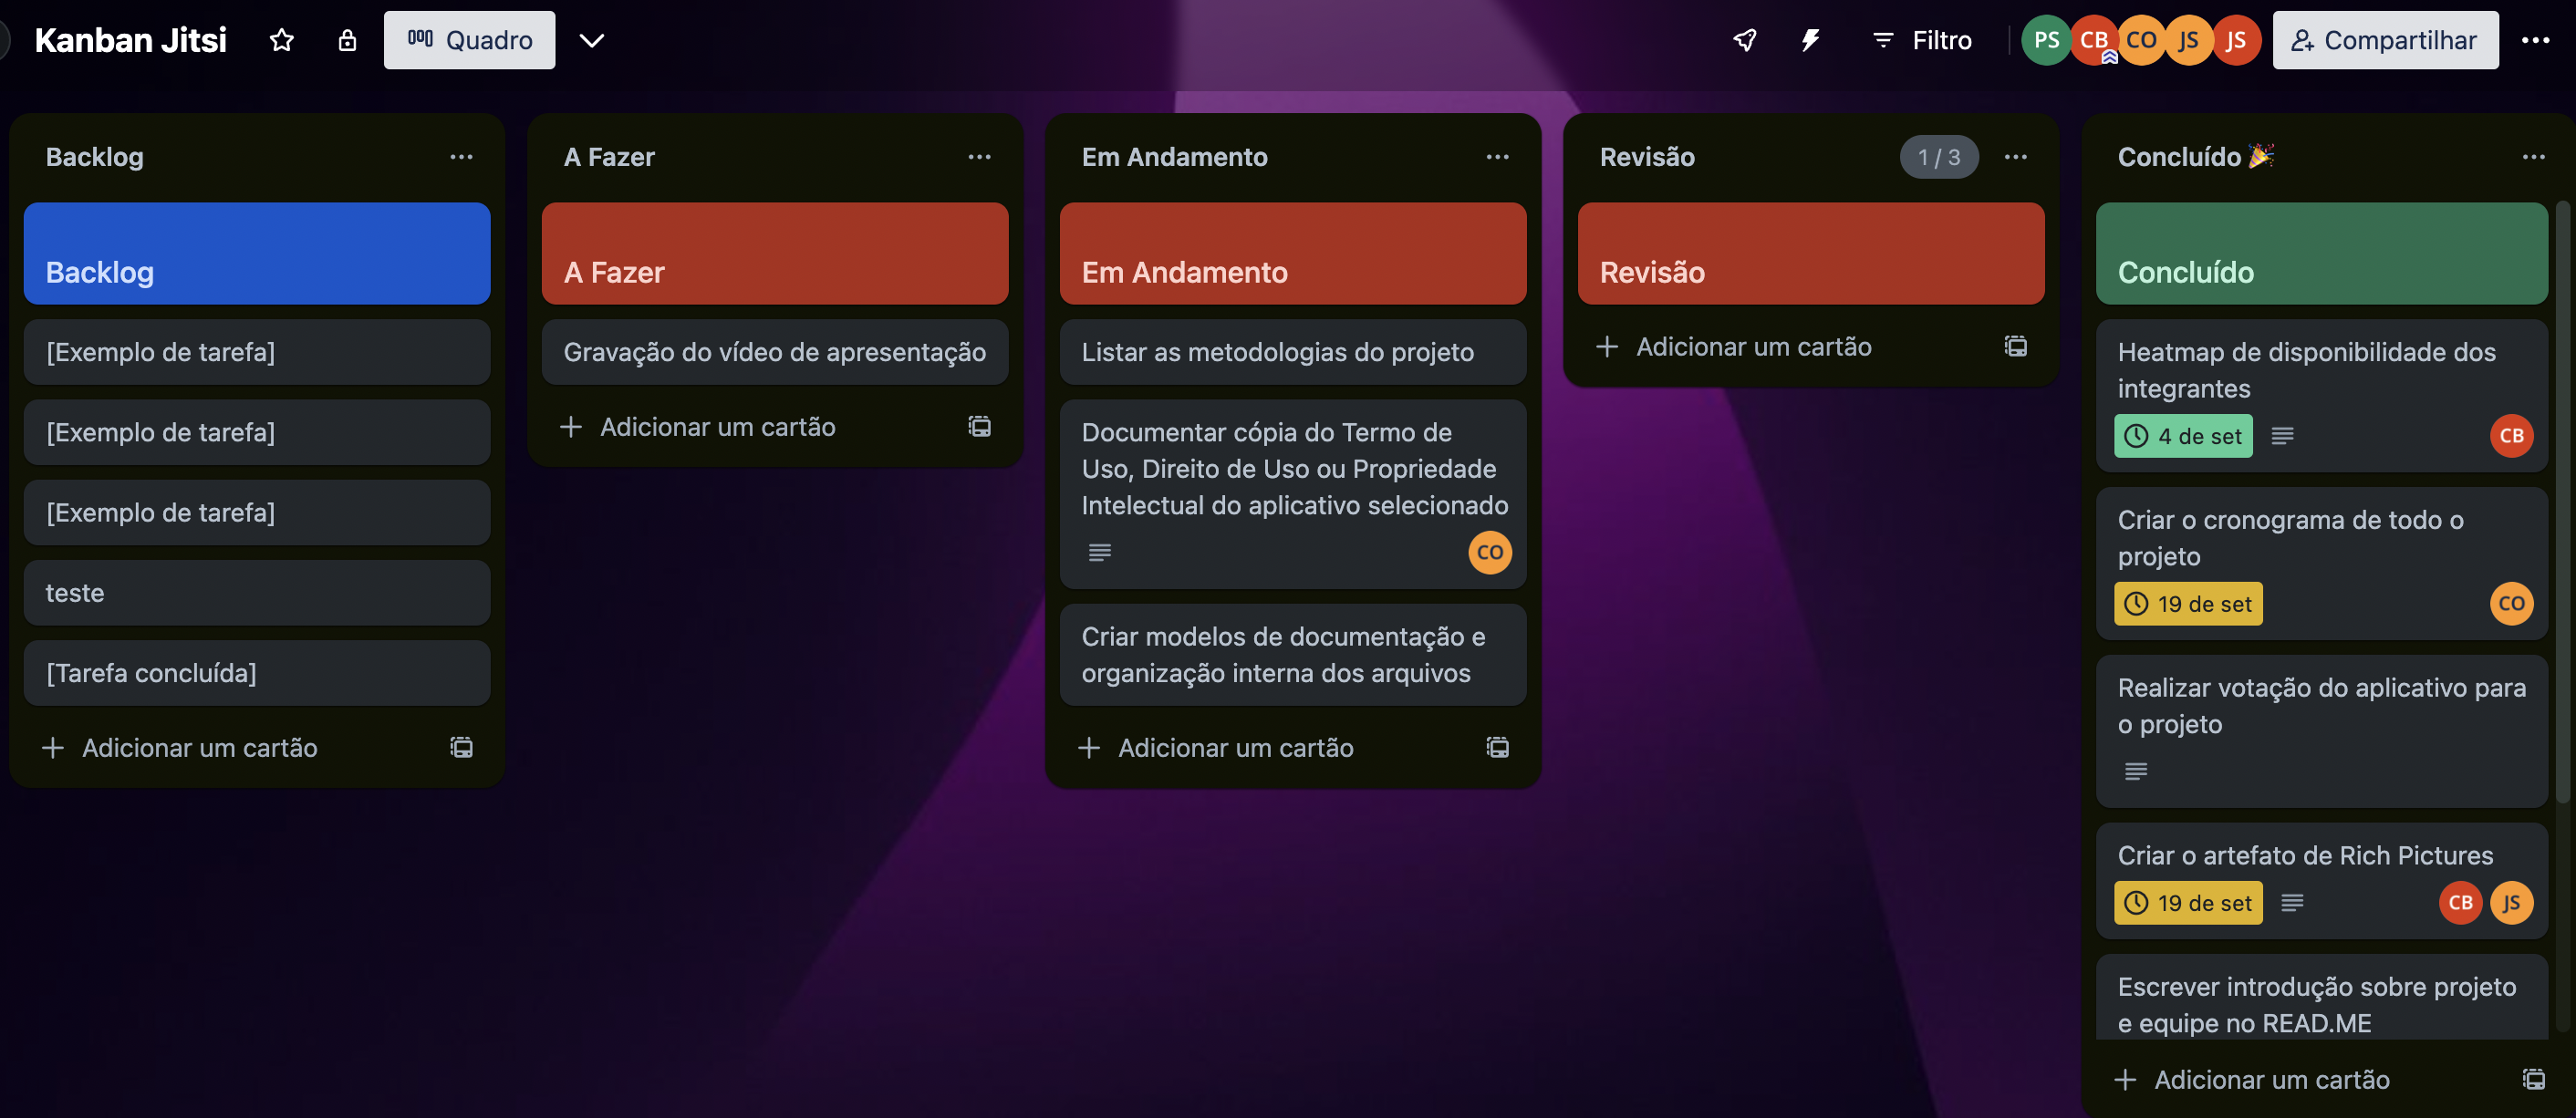 Kanban Jitsi
Quadro
Filtro
PS
CB
CO
JS
JS
Compartilhar
Backlog
Backlog
[Exemplo de tarefa]
[Exemplo de tarefa]
[Exemplo de tarefa]
teste
[Tarefa concluída]
Adicionar um cartão
A Fazer
A Fazer
Gravação do vídeo de apresentação
Adicionar um cartão
Em Andamento
Em Andamento
Listar as metodologias do projeto
Documentar cópia do Termo de
Uso, Direito de Uso ou Propriedade
Intelectual do aplicativo selecionado
CO
Criar modelos de documentação e
organização interna dos arquivos
Adicionar um cartão
Revisão
1 / 3
Revisão
Adicionar um cartão
Concluído 🎉
Concluído
Heatmap de disponibilidade dos
integrantes
4 de set
CB
Criar o cronograma de todo o
projeto
19 de set
CO
Realizar votação do aplicativo para
o projeto
Criar o artefato de Rich Pictures
19 de set
CB
JS
Escrever introdução sobre projeto
e equipe no READ.ME
Adicionar um cartão